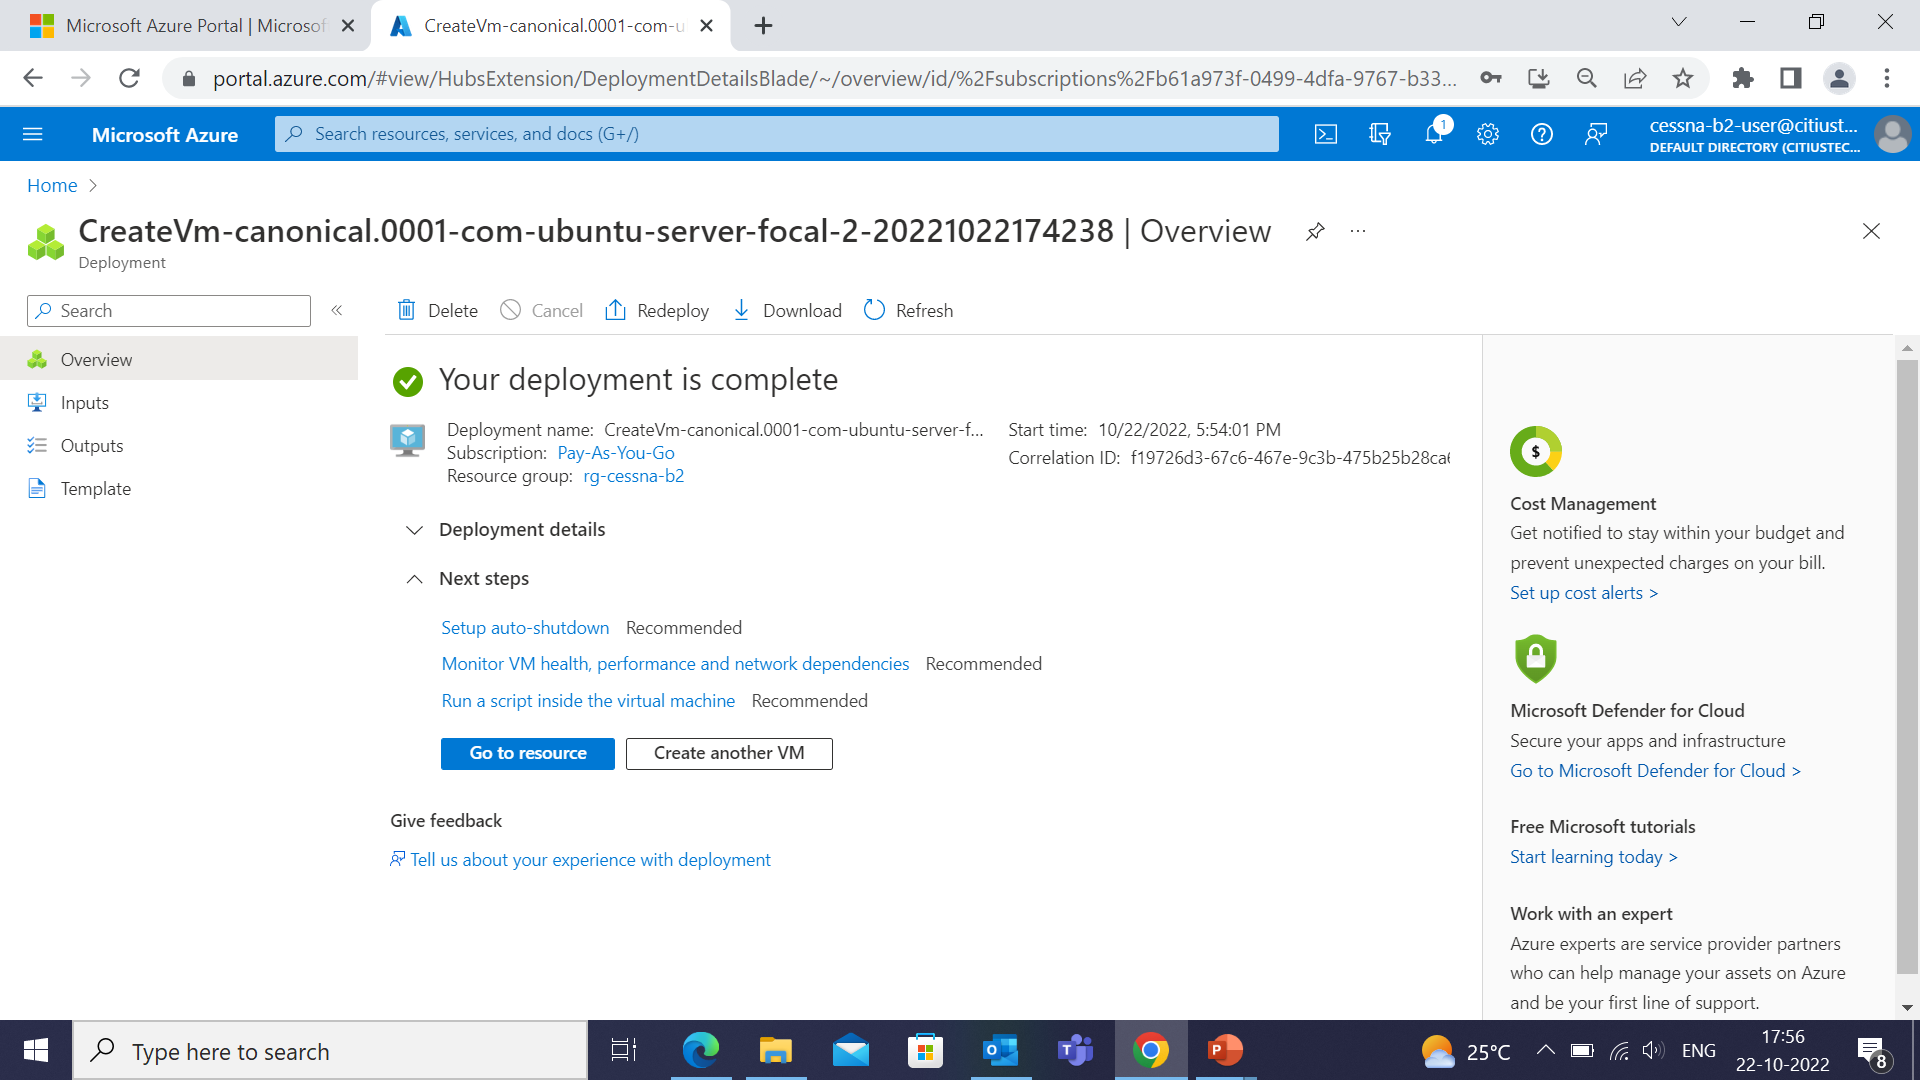 Microsoft Azure Portal | Microsof
CreateVm-canonical.0001-com-u
portal.azure.com/#view/HubsExtension/DeploymentDetailsBlade/~/overview/id/%2Fsubscriptions%2Fb61a973f-0499-4dfa-9767-b33...
Microsoft Azure
Search resources, services, and docs (G+/)
1
cessna-b2-user@citiust...
DEFAULT DIRECTORY (CITIUSTEC...
Home
CreateVm-canonical.0001-com-ubuntu-server-focal-2-20221022174238 | Overview
Deployment
Search
Delete
Cancel
Redeploy
Download
Refresh
Overview
Inputs
Outputs
Template
Your deployment is complete
Deployment name: CreateVm-canonical.0001-com-ubuntu-server-f...
Subscription: Pay-As-You-Go
Resource group: rg-cessna-b2
Start time: 10/22/2022, 5:54:01 PM
Correlation ID: f19726d3-67c6-467e-9c3b-475b25b28ca6
Deployment details
Next steps
Setup auto-shutdown Recommended
Monitor VM health, performance and network dependencies Recommended
Run a script inside the virtual machine Recommended
Go to resource
Create another VM
Give feedback
Tell us about your experience with deployment
Cost Management
Get notified to stay within your budget and
prevent unexpected charges on your bill.
Set up cost alerts >
Microsoft Defender for Cloud
Secure your apps and infrastructure
Go to Microsoft Defender for Cloud >
Free Microsoft tutorials
Start learning today >
Work with an expert
Azure experts are service provider partners
who can help manage your assets on Azure
and be your first line of support.
Type here to search
25°C
ENG
17:56
22-10-2022
8